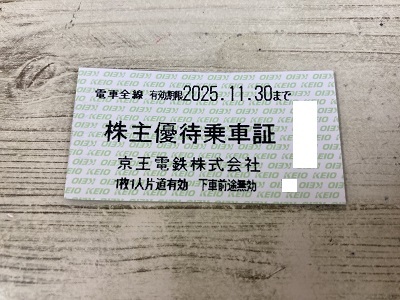 電車全線 有効期限2025.11.30まで
株主優待乗車証
京王電鉄株式会社
1枚1人片道有効 下車前途無効